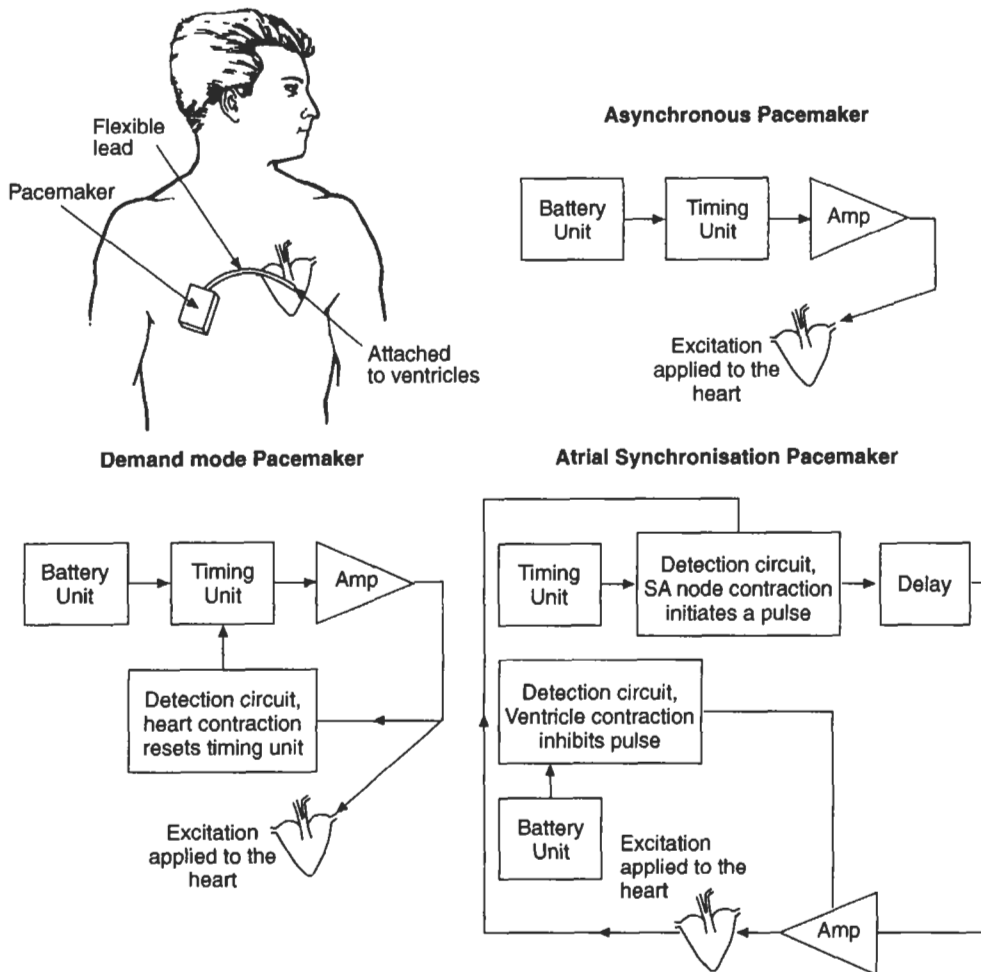 Flexible
lead
Pacemaker
Attached
to ventricles
Asynchronous Pacemaker
Battery
Unit
Timing
Unit
Amp
Excitation
applied to the
heart
Demand mode Pacemaker
Battery
Unit
Timing
Unit
Amp
Detection circuit,
heart contraction
resets timing unit
Excitation
applied to the
heart
Atrial Synchronisation Pacemaker
Timing
Unit
Detection circuit,
SA node contraction
initiates a pulse
Delay
Detection circuit,
Ventricle contraction
inhibits pulse
Battery
Unit
Excitation
applied to the
heart
Amp